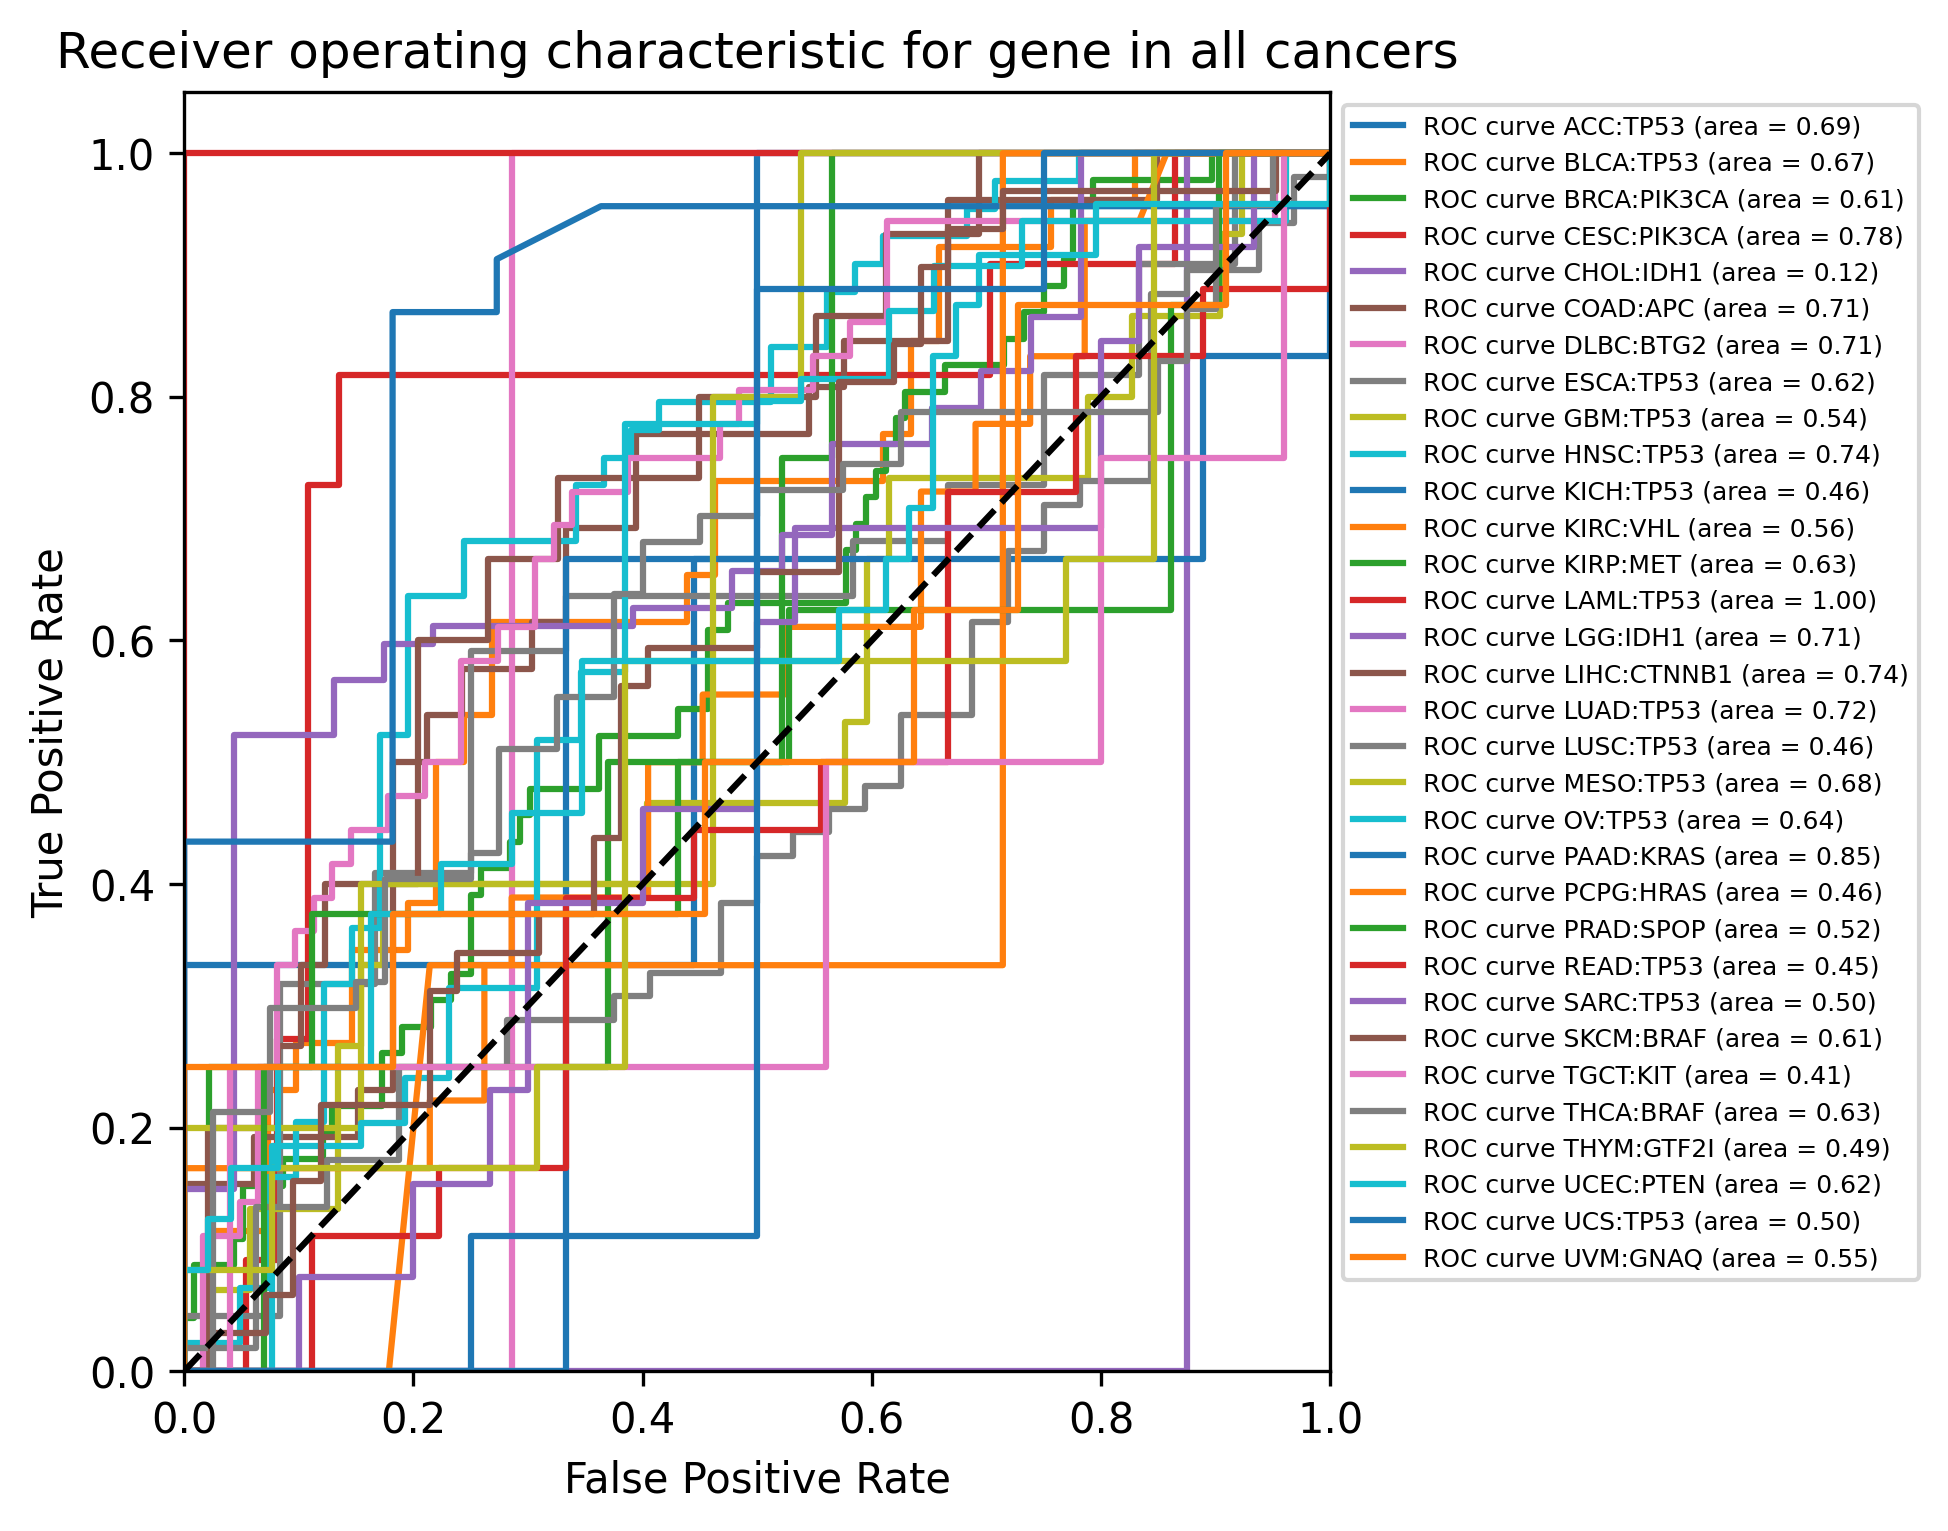 Receiver operating characteristic for gene in all cancers
True Positive Rate
1.0
0.8
0.6
0.4
0.2
0.0
0.0 0.2 0.4 0.6 0.8 1.0
False Positive Rate
ROC curve ACC:TP53 (area = 0.69)
ROC curve BLCA:TP53 (area = 0.67)
ROC curve BRCA:PIK3CA (area = 0.61)
ROC curve CESC:PIK3CA (area = 0.78)
ROC curve CHOL:IDH1 (area = 0.12)
ROC curve COAD:APC (area = 0.71)
ROC curve DLBC:BTG2 (area = 0.71)
ROC curve ESCA:TP53 (area = 0.62)
ROC curve GBM:TP53 (area = 0.54)
ROC curve HNSC:TP53 (area = 0.74)
ROC curve KICH:TP53 (area = 0.46)
ROC curve KIRC:VHL (area = 0.56)
ROC curve KIRP:MET (area = 0.63)
ROC curve LAML:TP53 (area = 1.00)
ROC curve LGG:IDH1 (area = 0.71)
ROC curve LIHC:CTNNB1 (area = 0.74)
ROC curve LUAD:TP53 (area = 0.72)
ROC curve LUSC:TP53 (area = 0.46)
ROC curve MESO:TP53 (area = 0.68)
ROC curve OV:TP53 (area = 0.64)
ROC curve PAAD:KRAS (area = 0.85)
ROC curve PCPG:HRAS (area = 0.46)
ROC curve PRAD:SPOP (area = 0.52)
ROC curve READ:TP53 (area = 0.45)
ROC curve SARC:TP53 (area = 0.50)
ROC curve SKCM:BRAF (area = 0.61)
ROC curve TGCT:KIT (area = 0.41)
ROC curve THCA:BRAF (area = 0.63)
ROC curve THYM:GTF2I (area = 0.49)
ROC curve UCEC:PTEN (area = 0.62)
ROC curve UCS:TP53 (area = 0.50)
ROC curve UVM:GNAQ (area = 0.55)